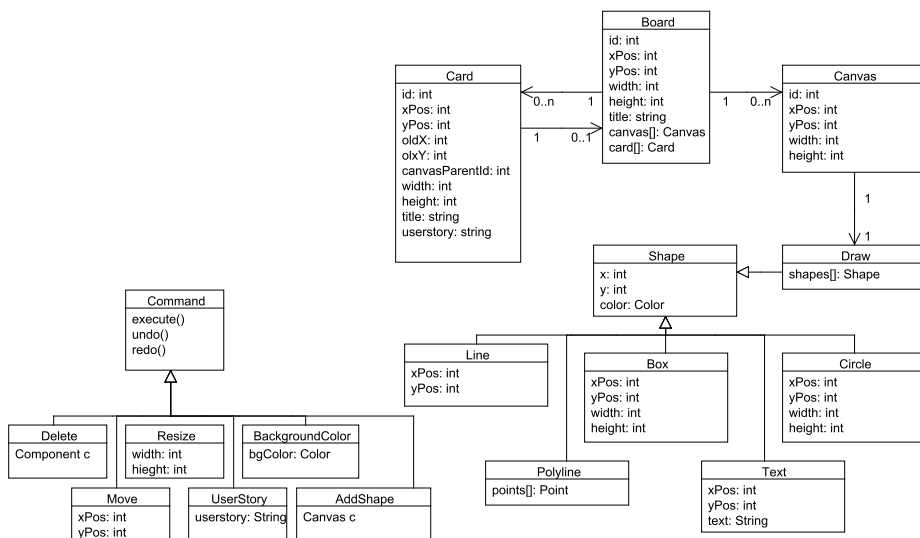 Board
id: int
xPos: int
yPos: int
width: int
height: int
title: string
canvas[]: Canvas
card[]: Card
Card
id: int
xPos: int
yPos: int
oldX: int
olxY: int
canvasParentId: int
width: int
height: int
title: string
userstory: string
0..n
1
1
0..1
1
0..n
Canvas
id: int
xPos: int
yPos: int
width: int
height: int
1
1
Draw
shapes[]: Shape
Shape
x: int
y: int
color: Color
Line
xPos: int
yPos: int
Box
xPos: int
yPos: int
width: int
height: int
Circle
xPos: int
yPos: int
width: int
height: int
Polyline
points[]: Point
Text
xPos: int
yPos: int
text: String
Command
execute()
undo()
redo()
Delete
Component c
Resize
width: int
hieght: int
BackgroundColor
bgColor: Color
Move
xPos: int
yPos: int
UserStory
userstory: String
AddShape
Canvas c